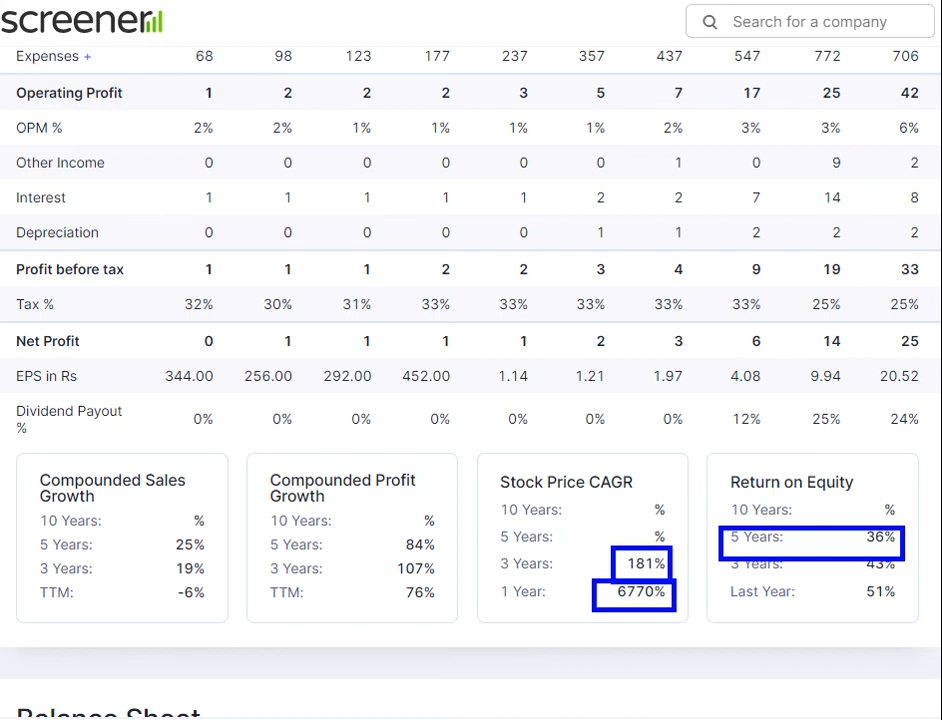 screener
Search for a company
Expenses + 68 98 123 177 237 357 437 547 772 706
Operating Profit 1 2 2 2 3 5 7 17 25 42
OPM % 2% 2% 1% 1% 1% 1% 2% 3% 3% 6%
Other Income 0 0 0 0 0 0 1 0 9 2
Interest 1 1 1 1 1 2 2 7 14 8
Depreciation 0 0 0 0 0 1 1 2 2 2
Profit before tax 1 1 1 2 2 3 4 9 19 33
Tax % 32% 30% 31% 33% 33% 33% 33% 33% 25% 25%
Net Profit 0 1 1 1 1 2 3 6 14 25
EPS in Rs 344.00 256.00 292.00 452.00 1.14 1.21 1.97 4.08 9.94 20.52
Dividend Payout
% 0% 0% 0% 0% 0% 0% 0% 12% 25% 24%
Compounded Sales
Growth
10 Years: %
5 Years: 25%
3 Years: 19%
TTM: -6%
Compounded Profit
Growth
10 Years: %
5 Years: 84%
3 Years: 107%
TTM: 76%
Stock Price CAGR
10 Years: %
5 Years: %
3 Years: 181%
1 Year: 6770%
Return on Equity
10 Years: %
5 Years: 36%
3 Years: 43%
Last Year: 51%
Balance Sheet